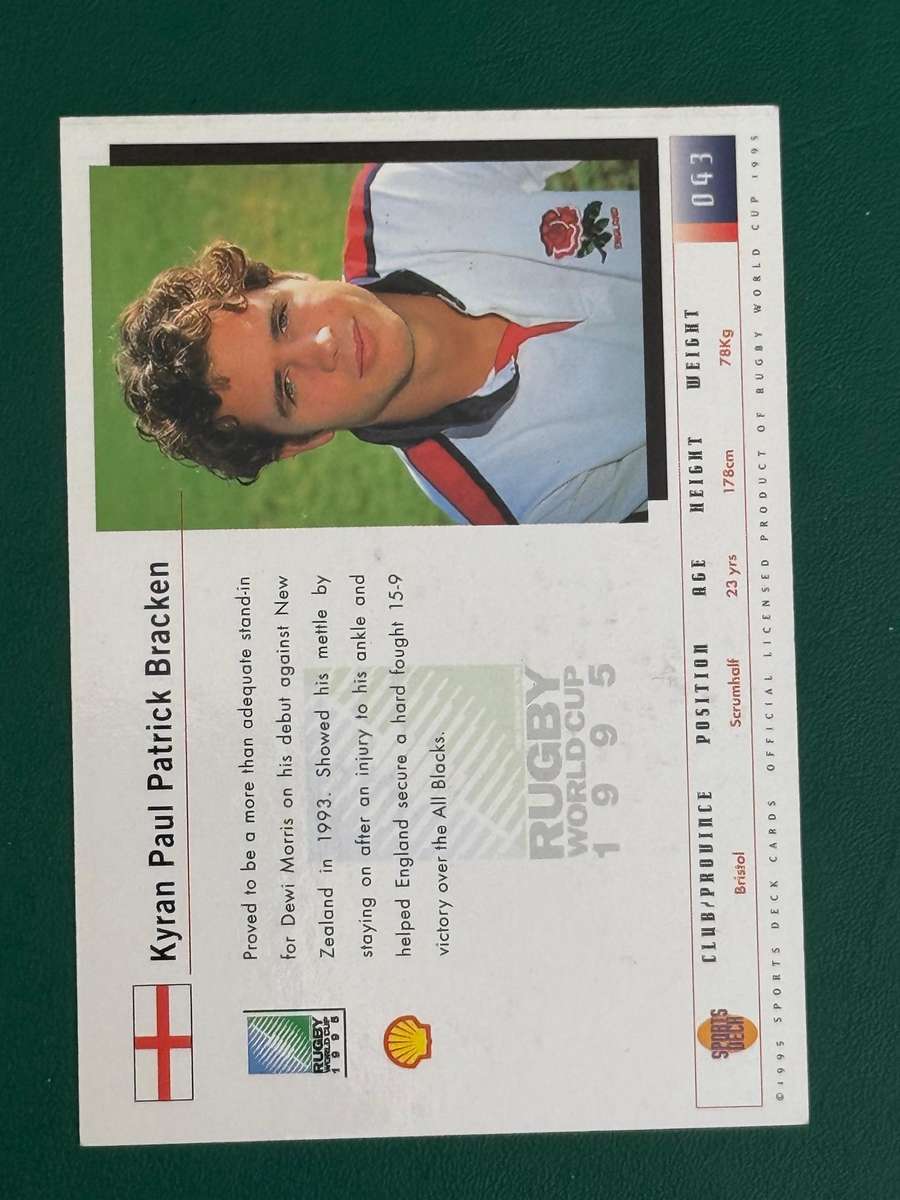 Kyran Paul Patrick Bracken
Proved to be a more than adequate stand-in
for Dewi Morris on his debut against New
Zealand in 1993. Showed his mettle by
staying on after an injury to his ankle and
helped England secure a hard fought 15-9
victory over the All Blacks.
RUGBY
WORLD CUP
1995
RUGBY
WORLD CUP
1995
ENGLAND
SPORTS
DECK
CLUB/PROVINCE POSITION AGE HEIGHT WEIGHT
Bristol Scrumhalf 23 yrs 178cm 78Kg
043
©1995 SPORTS DECK CARDS OFFICIAL LICENSED PRODUCT OF RUGBY WORLD CUP 1995